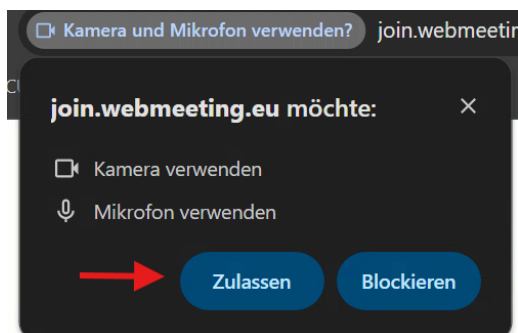 Kamera und Mikrofon verwenden? join.webmeetin
join.webmeeting.eu möchte:
Kamera verwenden
Mikrofon verwenden
Zulassen Blockieren